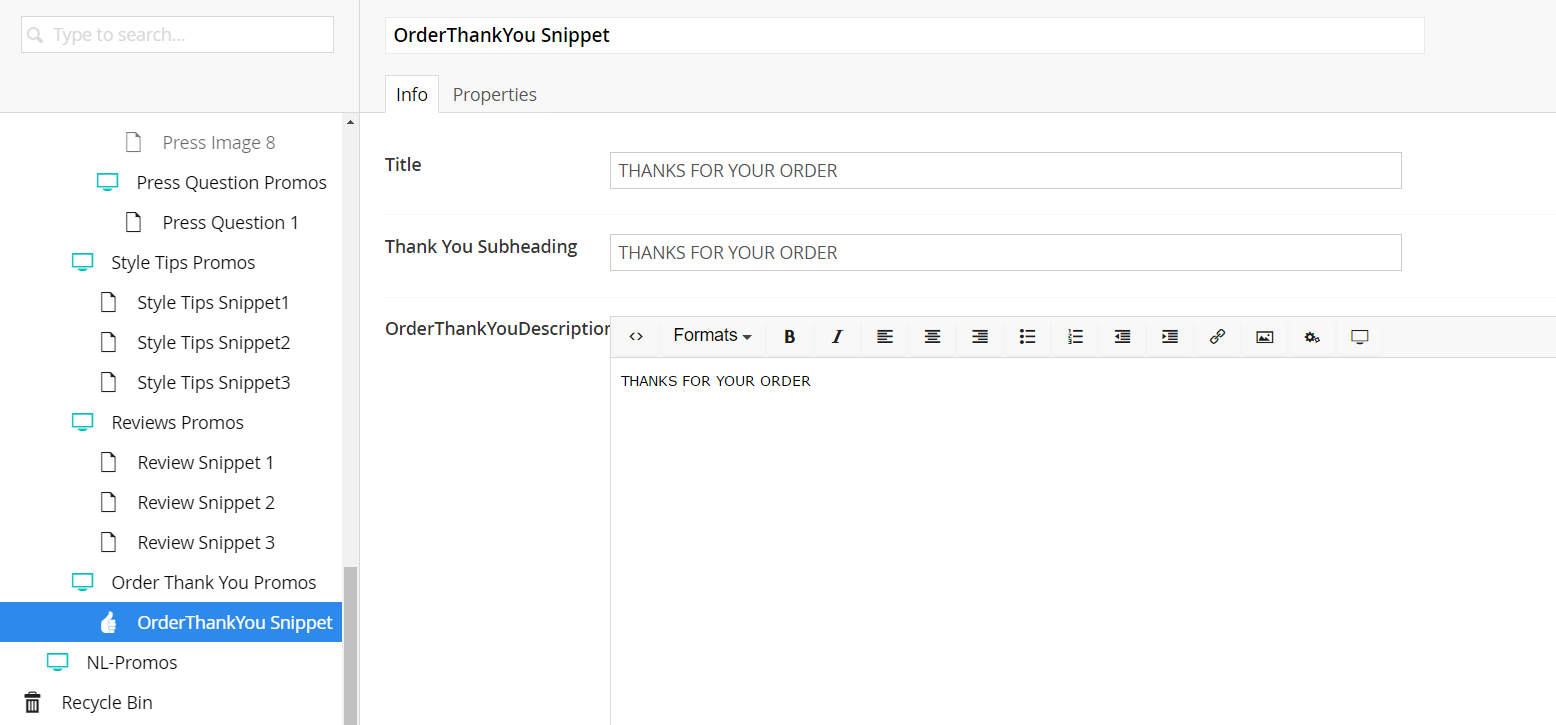 Type to search...
OrderThankYou Snippet
Info
Properties
Press Image 8
Press Question Promos
Press Question 1
Style Tips Promos
Style Tips Snippet1
Style Tips Snippet2
Style Tips Snippet3
Reviews Promos
Review Snippet 1
Review Snippet 2
Review Snippet 3
Order Thank You Promos
OrderThankYou Snippet
NL-Promos
Recycle Bin
Title
THANKS FOR YOUR ORDER
Thank You Subheading
THANKS FOR YOUR ORDER
OrderThankYouDescription
Formats
B
I
THANKS FOR YOUR ORDER